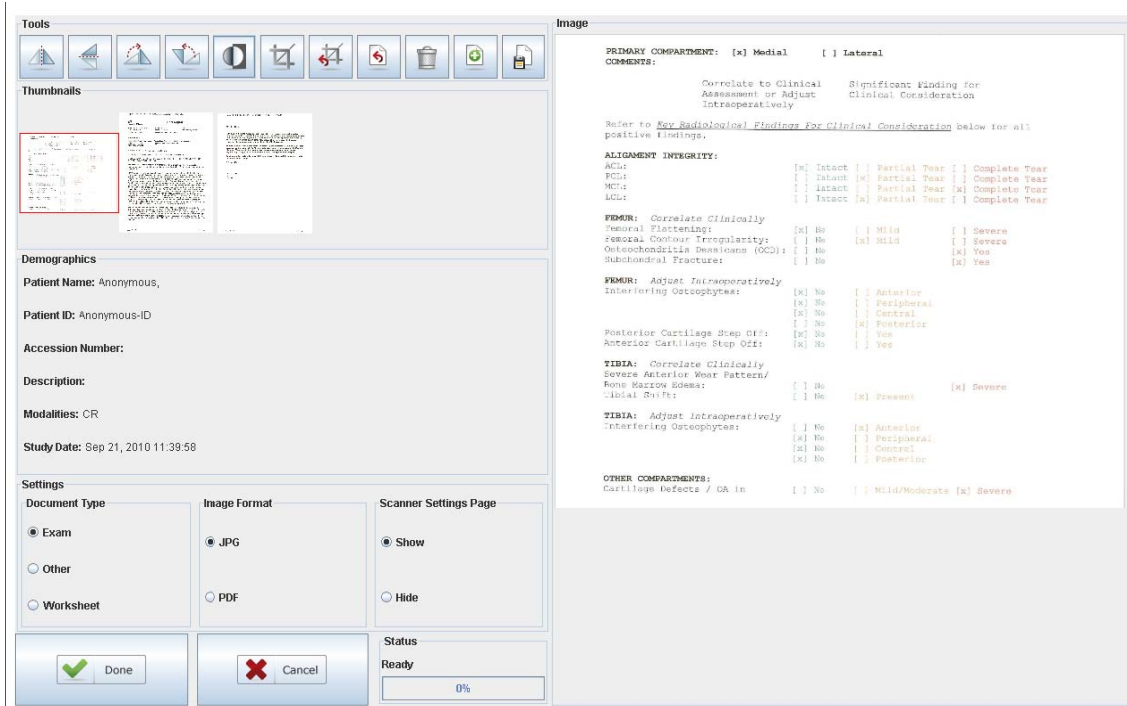 Tools
Thumbnails
Demographics
Patient Name: Anonymous,
Patient ID: Anonymous-ID
Accession Number:
Description:
Modalities: CR
Study Date: Sep 21, 2010 11:39:58
Settings
Document Type
Exam
Other
Worksheet
Image Format
JPG
PDF
Scanner Settings Page
Show
Hide
Done
Cancel
Status
Ready
0%
Image
PRIMARY COMPARTMENT: [x] Medial [ ] Lateral
COMMENTS:
Correlate to Clinical Significant Finding for
Assessment or Adjust Clinical Consideration
Intraoperatively
Refer to Key Radiological Findings For Clinical Consideration below for all
positive findings.
ALIGAMENT INTEGRITY:
ACL: [x] Intact [ ] Partial Tear [ ] Complete Tear
PCL: [ ] Intact [x] Partial Tear [ ] Complete Tear
MCL: [ ] Intact [ ] Partial Tear [x] Complete Tear
LCL: [ ] Intact [x] Partial Tear [ ] Complete Tear
FEMUR: Correlate Clinically
Femoral Flattening: [x] No [ ] Mild [ ] Severe
Femoral Contour Irregularity: [ ] No [x] Mild [ ] Severe
Osteochondritis Dessicans (OCD): [ ] No [x] Yes
Subchondral Fracture: [ ] No [x] Yes
FEMUR: Adjust Intraoperatively
Interfering Osteophytes: [x] No [ ] Anterior
[x] No [ ] Peripheral
[x] No [ ] Central
[ ] No [x] Posterior
Posterior Cartilage Step Off: [x] No [ ] Yes
Anterior Cartilage Step Off: [x] No [ ] Yes
TIBIA: Correlate Clinically
Severe Anterior Wear Pattern/
Bone Marrow Edema: [ ] No [x] Severe
Tibial Shift: [ ] No [x] Present
TIBIA: Adjust Intraoperatively
Interfering Osteophytes: [ ] No [x] Anterior
[x] No [ ] Peripheral
[x] No [ ] Central
[x] No [ ] Posterior
OTHER COMPARTMENTS:
Cartilage Defects / OA in [ ] No [ ] Mild/Moderate [x] Severe